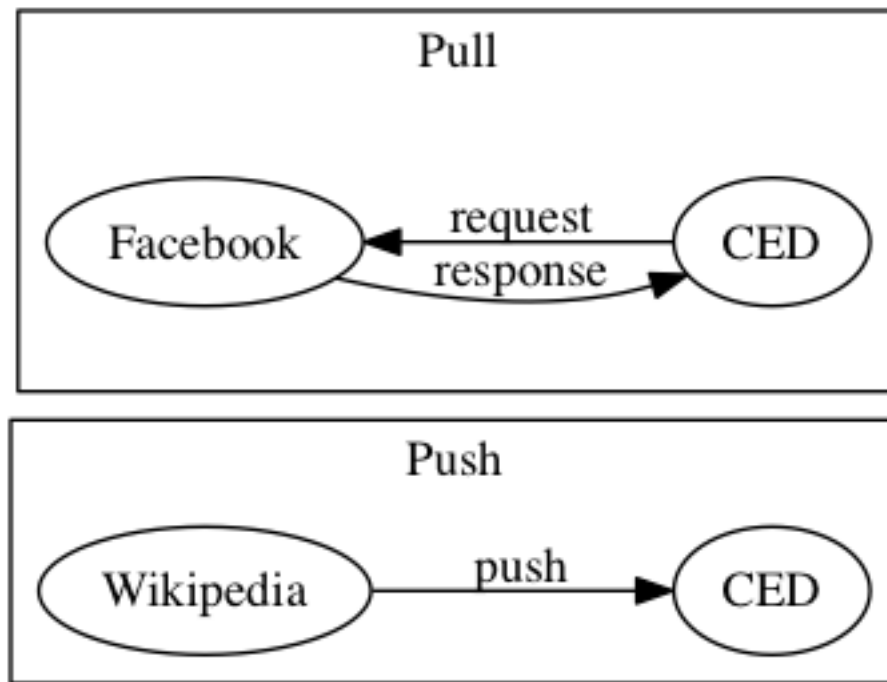 Pull
request
Facebook
CED
response
Push
push
Wikipedia
CED